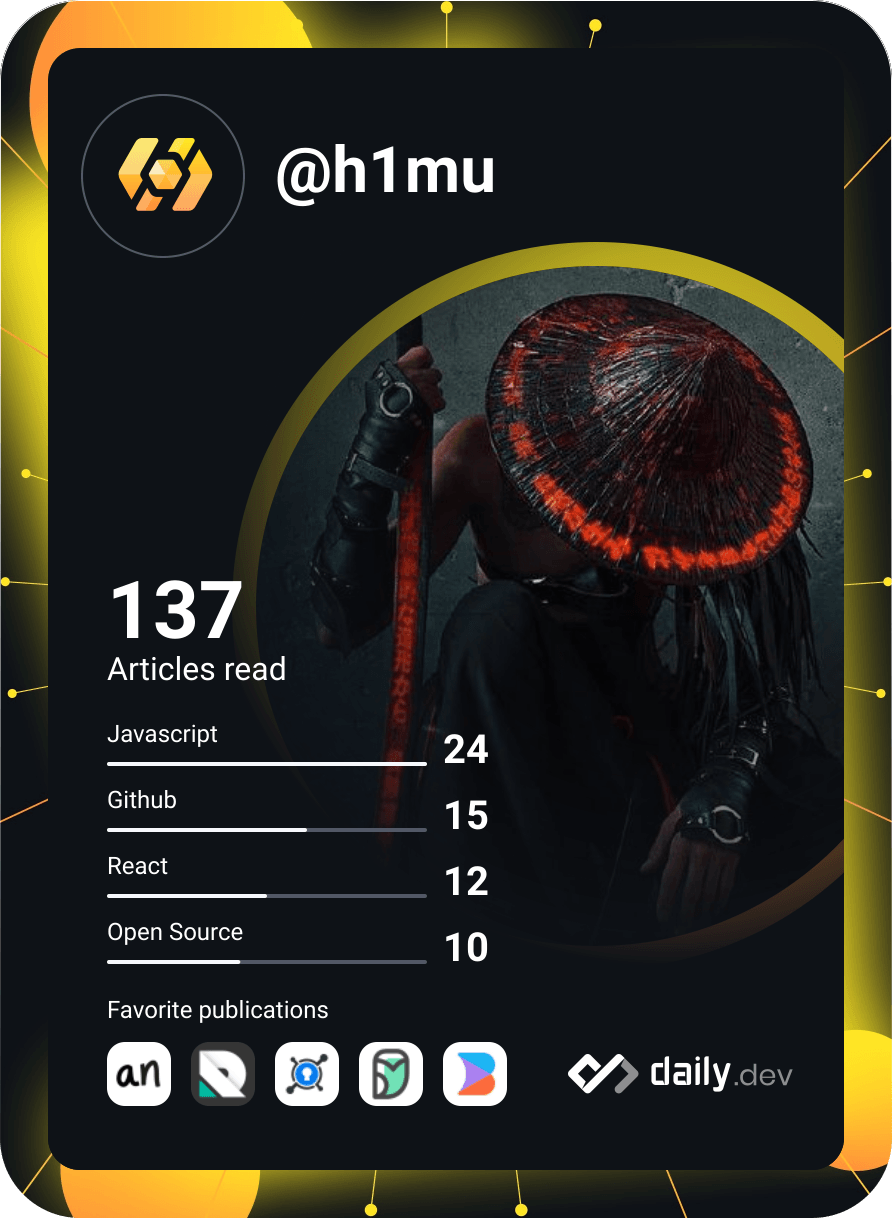 @h1mu
137
Articles read
Javascript
24
Github
15
React
12
Open Source
10
Favorite publications
an
daily.dev